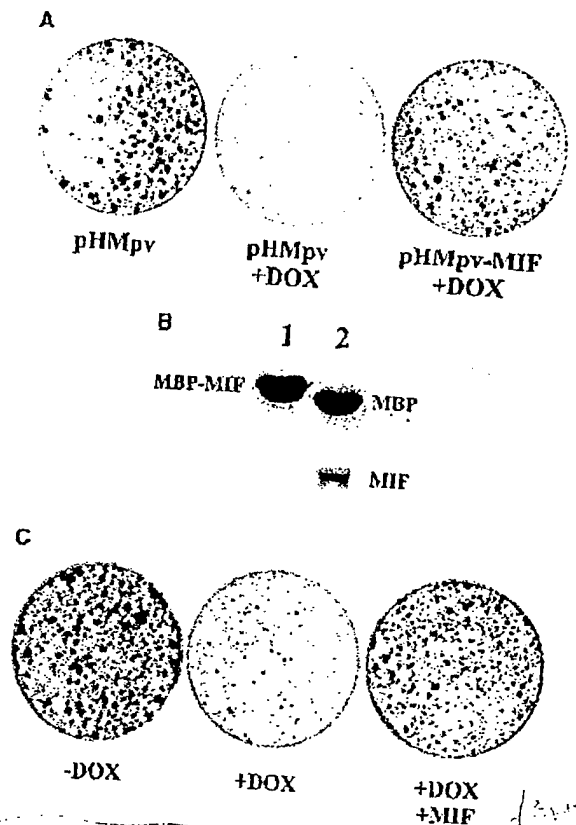 A
pHMpv
pHMpv
+DOX
pHMpv-MIF
+DOX
B
1 2
MBP-MIF
MBP
MIF
C
-DOX
+DOX
+DOX
+MIF